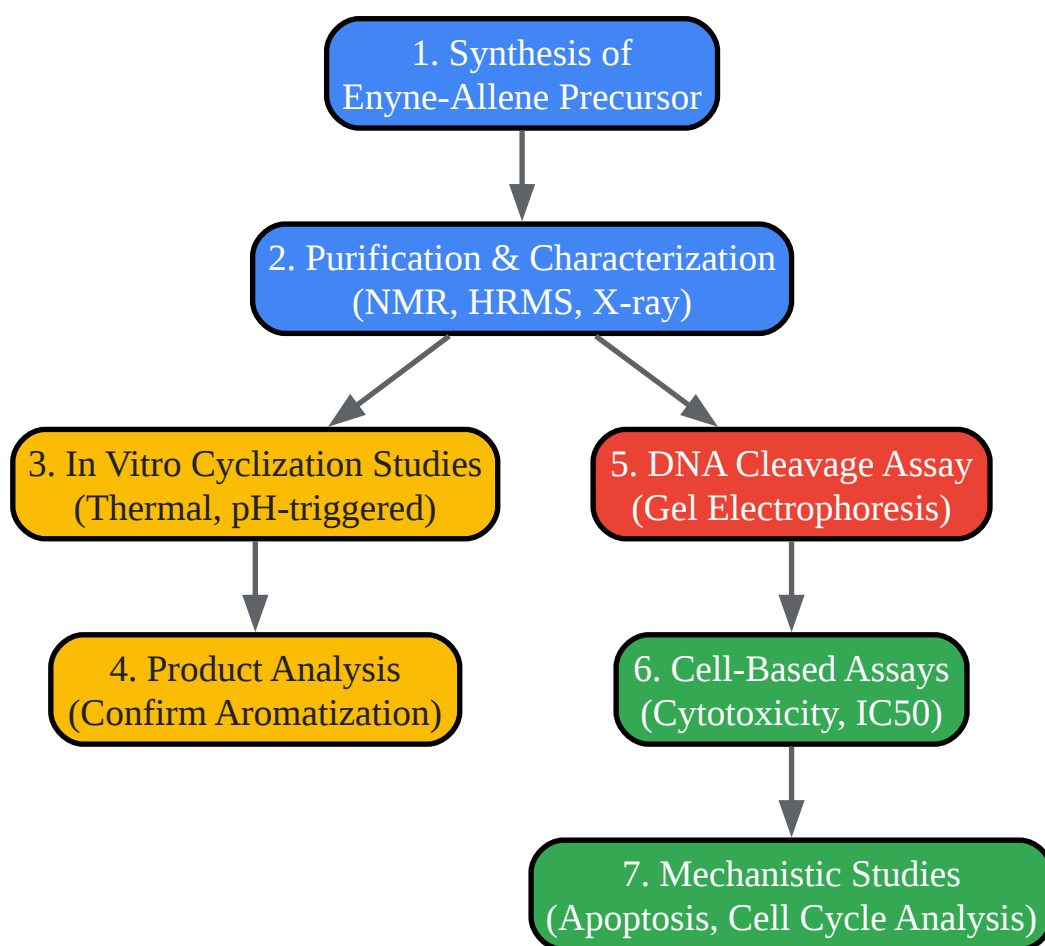 1. Synthesis of
Enyne-Allene Precursor
2. Purification & Characterization
(NMR, HRMS, X-ray)
3. In Vitro Cyclization Studies
(Thermal, pH-triggered)
5. DNA Cleavage Assay
(Gel Electrophoresis)
4. Product Analysis
(Confirm Aromatization)
6. Cell-Based Assays
(Cytotoxicity, IC50)
7. Mechanistic Studies
(Apoptosis, Cell Cycle Analysis)